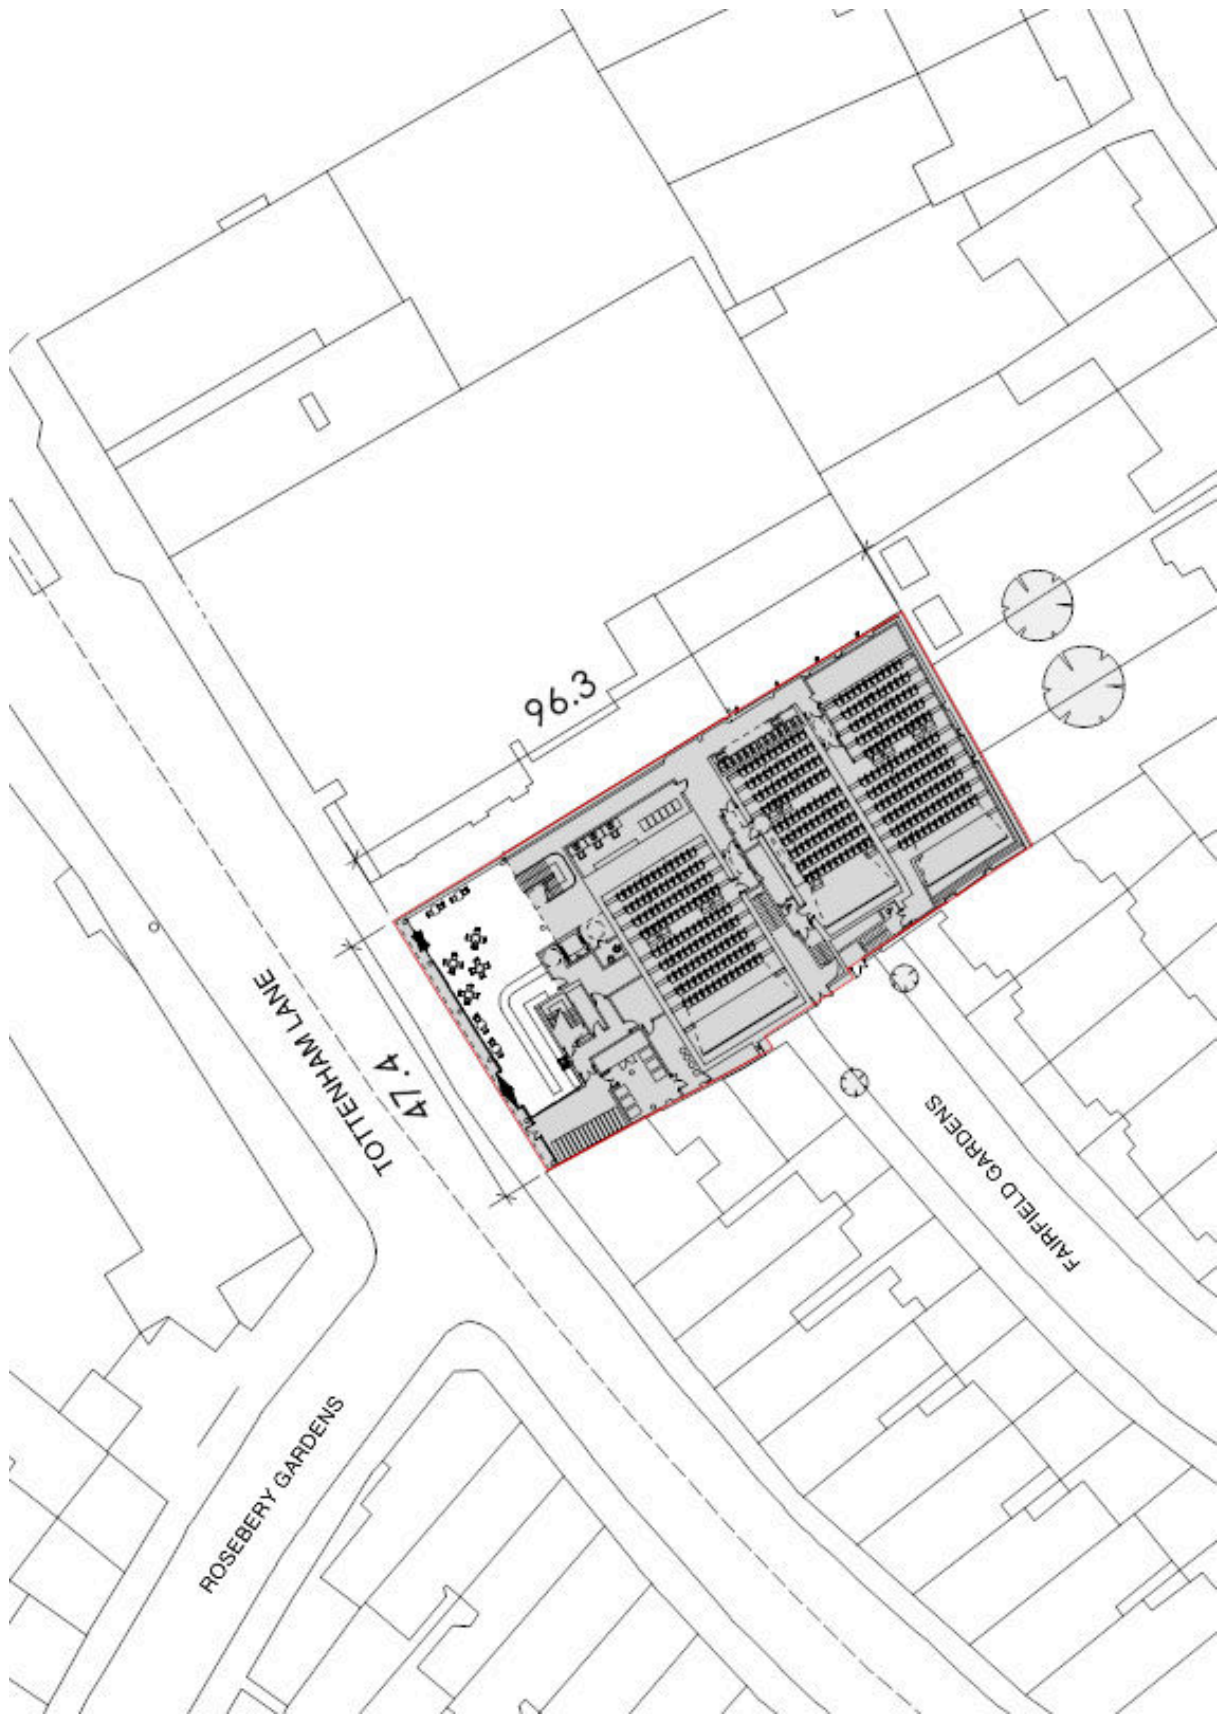 96.3
TOTTENHAM LANE
47.4
FAIRFIELD GARDENS
ROSEBERY GARDENS